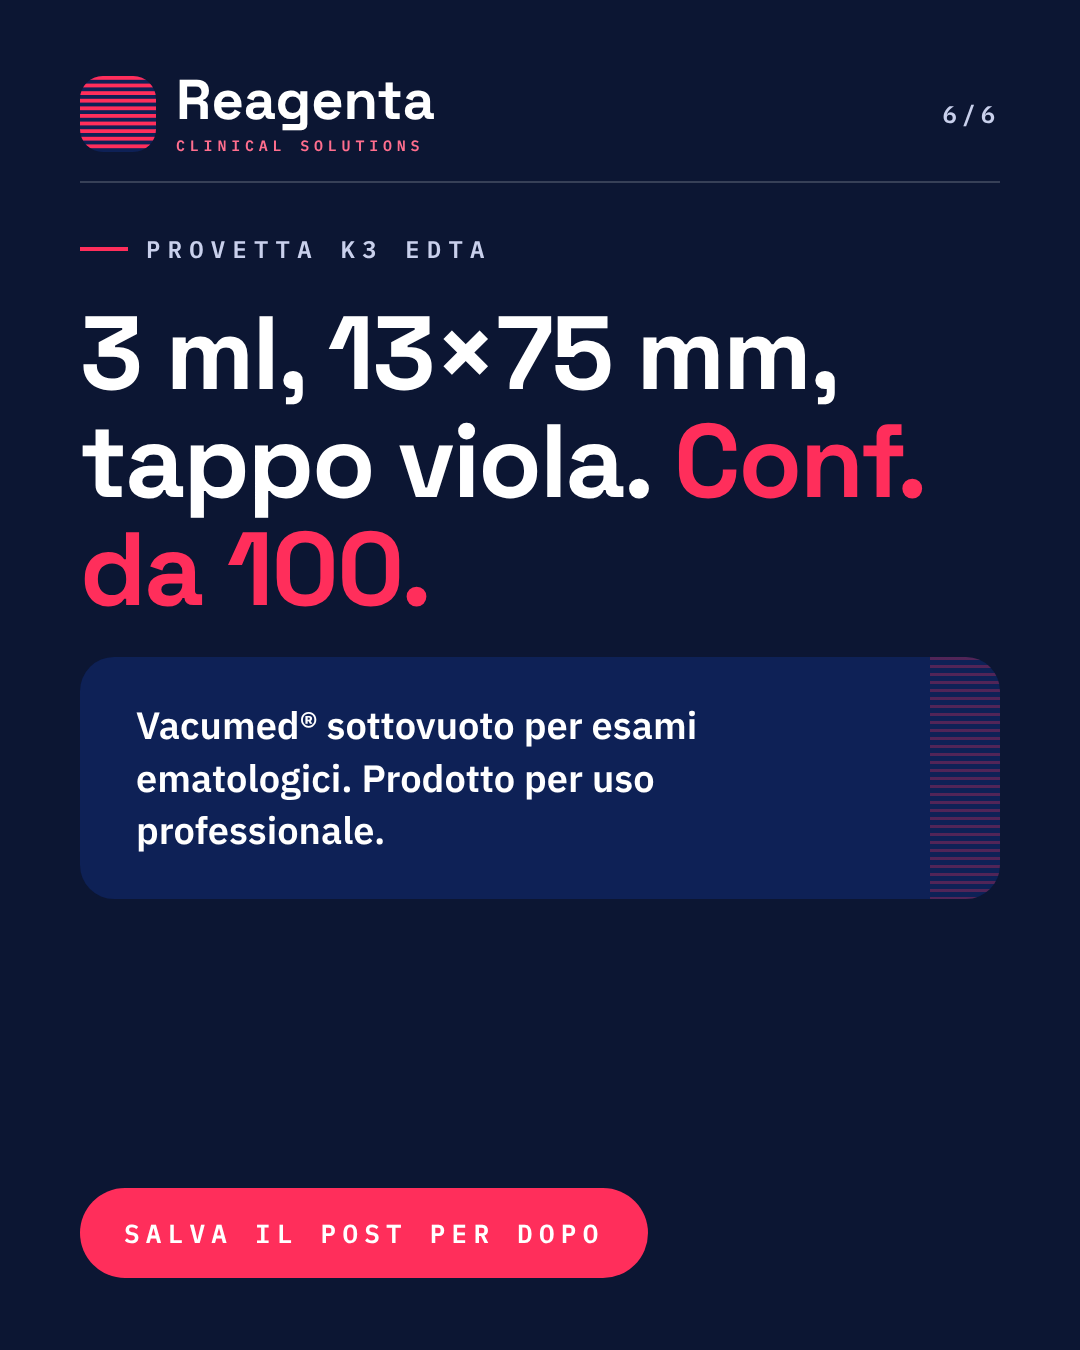 Reagenta
CLINICAL SOLUTIONS
6/6
PROVETTA K3 EDTA
3 ml, 13×75 mm,
tappo viola. Conf.
da 100.
Vacumed® sottovuoto per esami
ematologici. Prodotto per uso
professionale.
SALVA IL POST PER DOPO